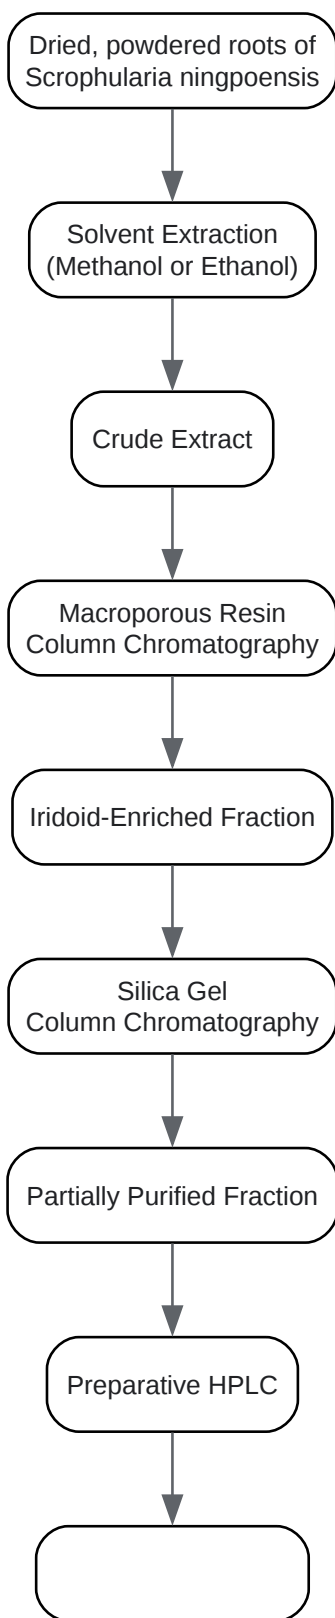 Dried, powdered roots of
Scrophularia ningpoensis
Solvent Extraction
(Methanol or Ethanol)
Crude Extract
Macroporous Resin
Column Chromatography
Iridoid-Enriched Fraction
Silica Gel
Column Chromatography
Partially Purified Fraction
Preparative HPLC